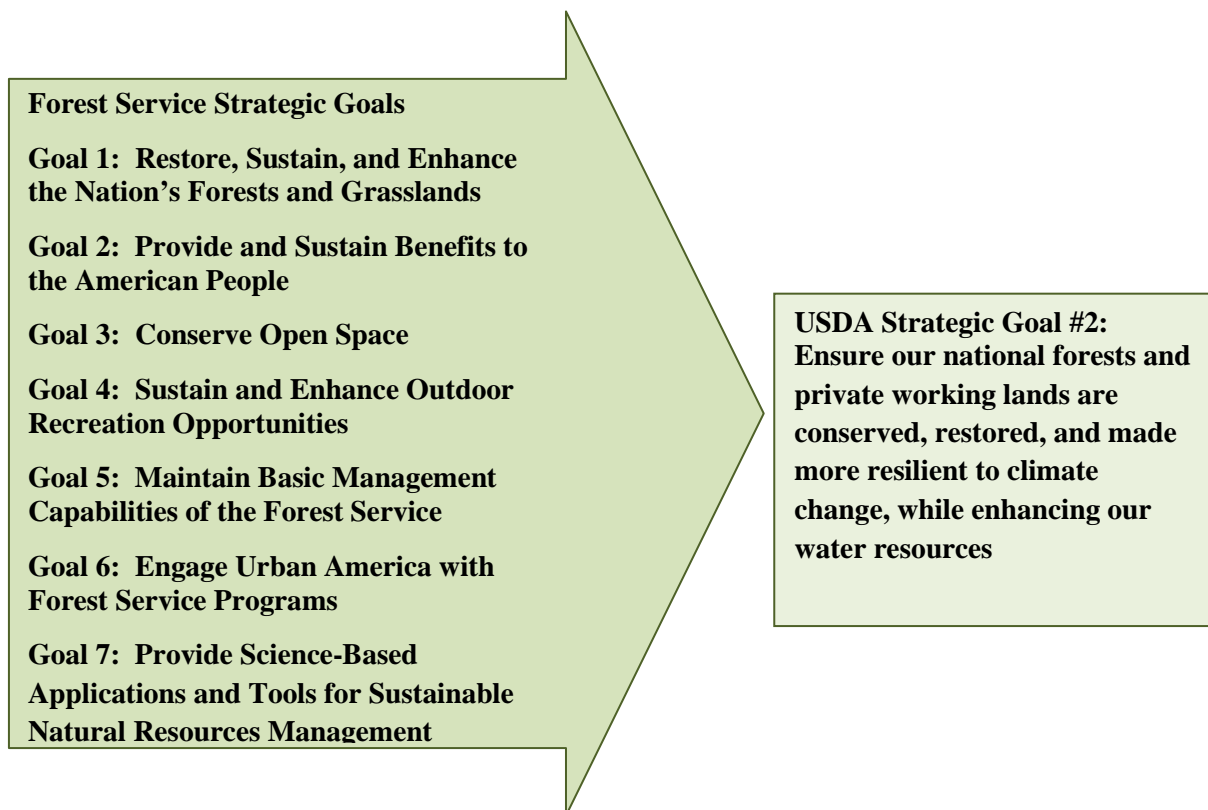 Forest Service Strategic Goals
Goal 1:  Restore, Sustain, and Enhance
the Nation’s Forests and Grasslands
Goal 2:  Provide and Sustain Benefits to
the American People
Goal 3:  Conserve Open Space
Goal 4:  Sustain and Enhance Outdoor
Recreation Opportunities
Goal 5:  Maintain Basic Management
Capabilities of the Forest Service
Goal 6:  Engage Urban America with
Forest Service Programs
Goal 7:  Provide Science-Based
Applications and Tools for Sustainable
Natural Resources Management
USDA Strategic Goal #2:
Ensure our national forests and
private working lands are
conserved, restored, and made
more resilient to climate
change, while enhancing our
water resources